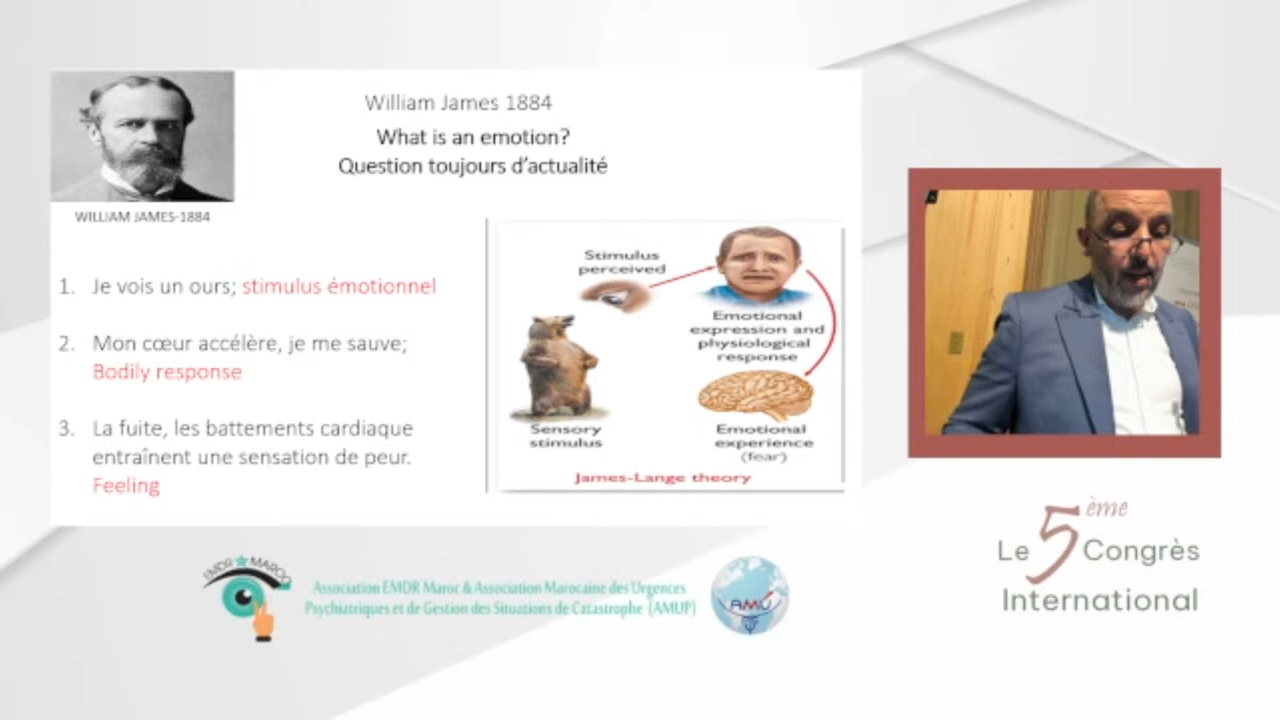 William James 1884
What is an emotion?
Question toujours d’actualité
WILLIAM JAMES-1884
1. Je vois un ours; stimulus émotionnel
2. Mon cœur accélère, je me sauve;
Bodily response
3. La fuite, les battements cardiaque
entraînent une sensation de peur.
Feeling
Stimulus
perceived
Emotional
expression and
physiological
response
Sensory
stimulus
Emotional
experience
(fear)
James-Lange theory
EMDR MAROC
Association EMDR Maroc & Association Marocaine des Urgences
Psychiatriques et de Gestion des Situations de Catastrophe (AMUP)
AMU
Le 5ème Congrès
International